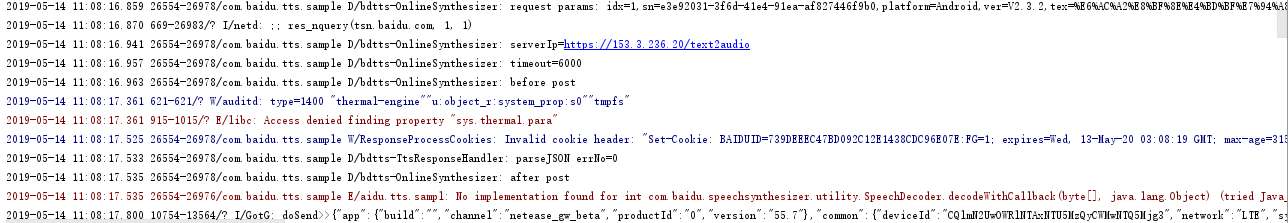 2019-05-14 11:08:16.859 26554-26978/com.baidu.tts.sample D/bdtts-OnlineSynthesizer: request params: idx=1,sn=e3e92031-3f6d-41e4-91ea-af827446f9b0,platform=Android,ver=V2.3.2,tex=%E6%AC%A2%E8%BF%8E%E4%BD%BF%E7%94%A8
2019-05-14 11:08:16.870 669-26983/? I/netd: ;; res_nquery(tsn.baidu.com, 1, 1)
2019-05-14 11:08:16.941 26554-26978/com.baidu.tts.sample D/bdtts-OnlineSynthesizer: serverIp=https://153.3.236.20/text2audio
2019-05-14 11:08:16.957 26554-26978/com.baidu.tts.sample D/bdtts-OnlineSynthesizer: timeout=6000
2019-05-14 11:08:16.963 26554-26978/com.baidu.tts.sample D/bdtts-OnlineSynthesizer: before post
2019-05-14 11:08:17.361 621-621/? W/auditd: type=1400 "thermal-engine""u:object_r:system_prop:s0""tmpfs"
2019-05-14 11:08:17.361 915-1015/? E/libc: Access denied finding property "sys.thermal.para"
2019-05-14 11:08:17.525 26554-26978/com.baidu.tts.sample W/ResponseProcessCookies: Invalid cookie header: "Set-Cookie: BAIDUID=739DEEEC47BD092C12E1438CDC96E07E:FG=1; expires=Wed, 13-May-20 03:08:19 GMT; max-age=315
2019-05-14 11:08:17.533 26554-26978/com.baidu.tts.sample D/bdtts-TtsResponseHandler: parseJSON errNo=0
2019-05-14 11:08:17.535 26554-26978/com.baidu.tts.sample D/bdtts-OnlineSynthesizer: after post
2019-05-14 11:08:17.535 26554-26976/com.baidu.tts.sample E/aidu.tts.sampl: No implementation found for int com.baidu.speechsynthesizer.utility.SpeechDecoder.decodeWithCallback(byte[], java.lang.Object) (tried Java
2019-05-14 11:08:17.800 10754-13564/? I/GotG: doSend>>{"app":{"build":"","channel":"netease_gw_beta","productId":"0","version":"55.7"},"common":{"deviceId":"CQlmN2UwOWRlNTAxNTU5MzQyCWMwNTQ5Mjg3","network":"LTE",